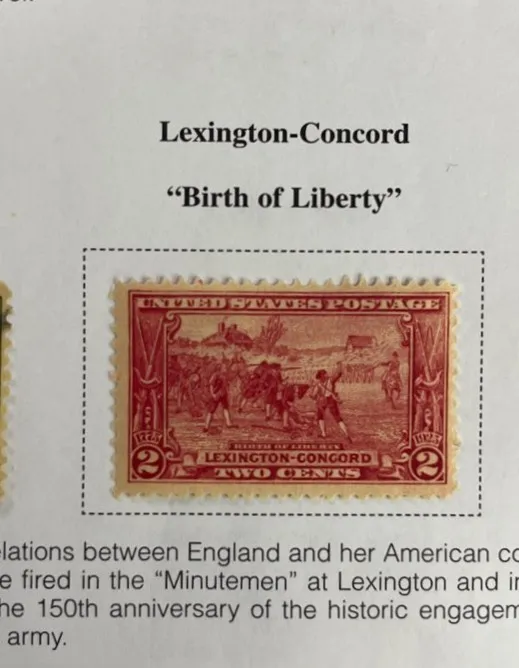 Lexington-Concord
“Birth of Liberty”
UNITED STATES POSTAGE
BIRTH OF LIBERTY
1775 1925
LEXINGTON-CONCORD
2 2
TWO CENTS
elations between England and her American co
e fired in the “Minutemen” at Lexington and in
he 150th anniversary of the historic engagem
army.